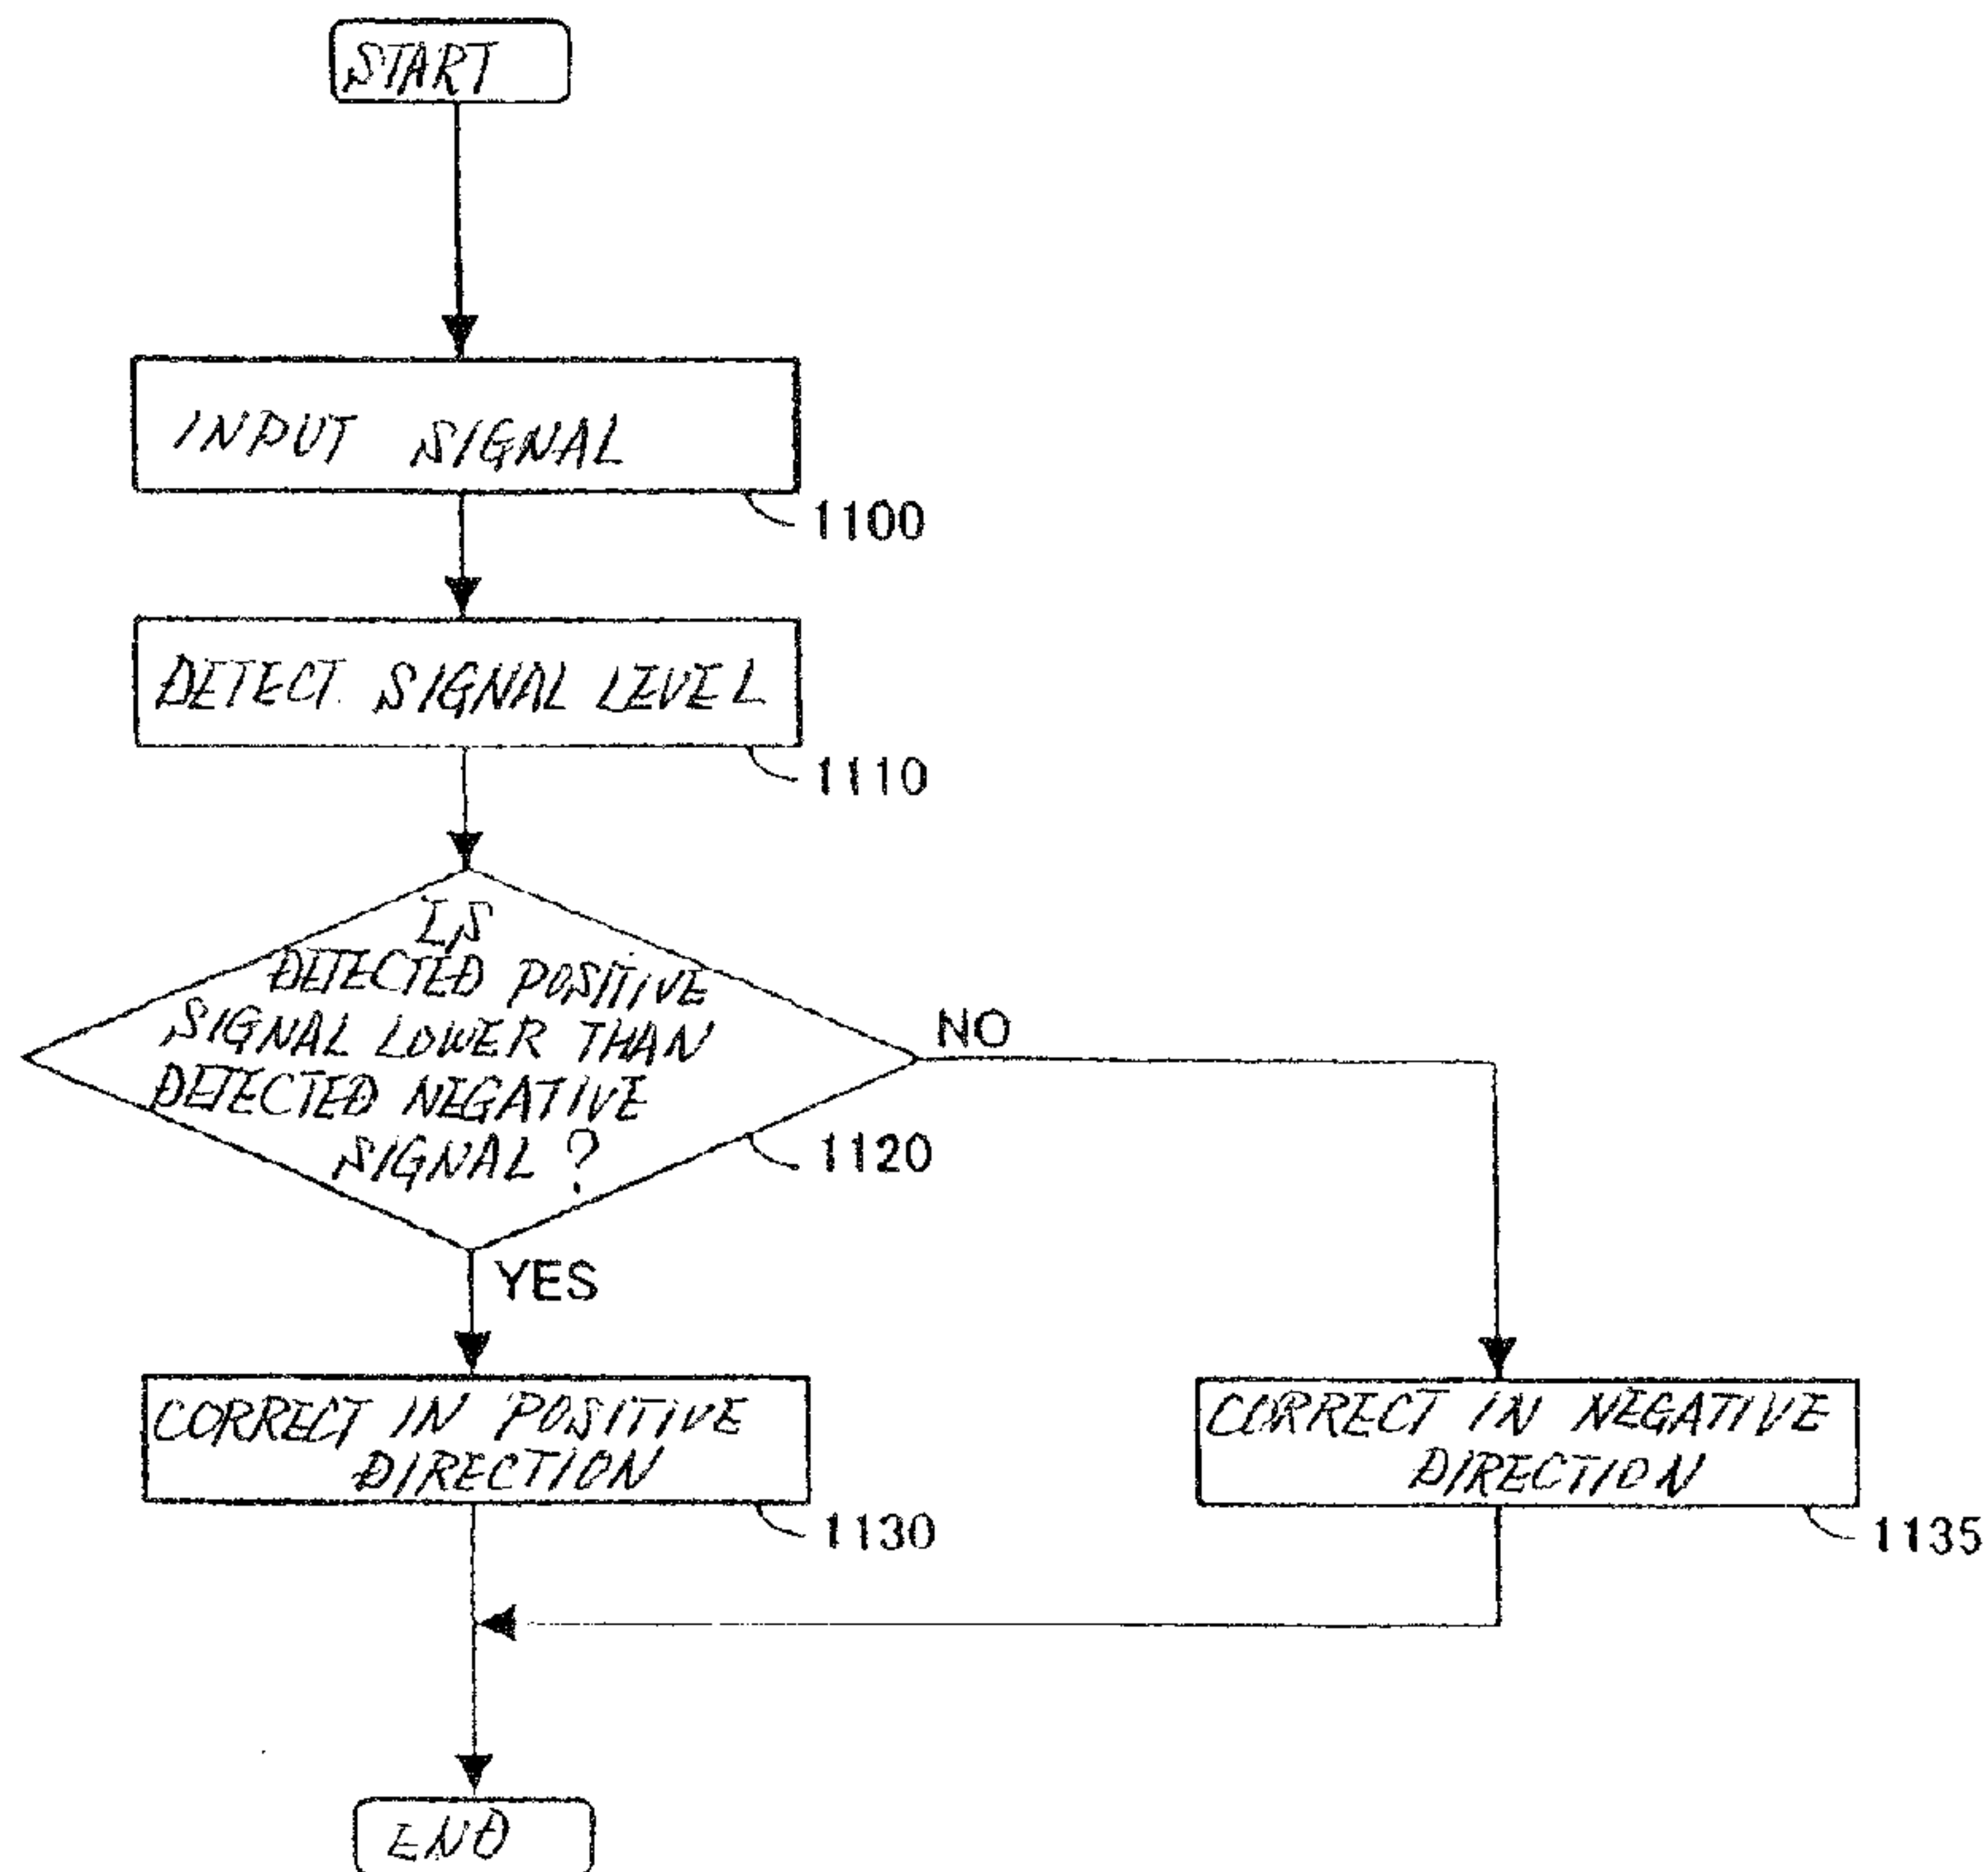 START
INPUT SIGNAL
1100
DETECT SIGNAL LEVEL
1110
IS
DETECTED POSITIVE
SIGNAL LOWER THAN
DETECTED NEGATIVE
SIGNAL?
NO
1120
YES
CORRECT IN POSITIVE
DIRECTION
1130
CORRECT IN NEGATIVE
DIRECTION
1135
END